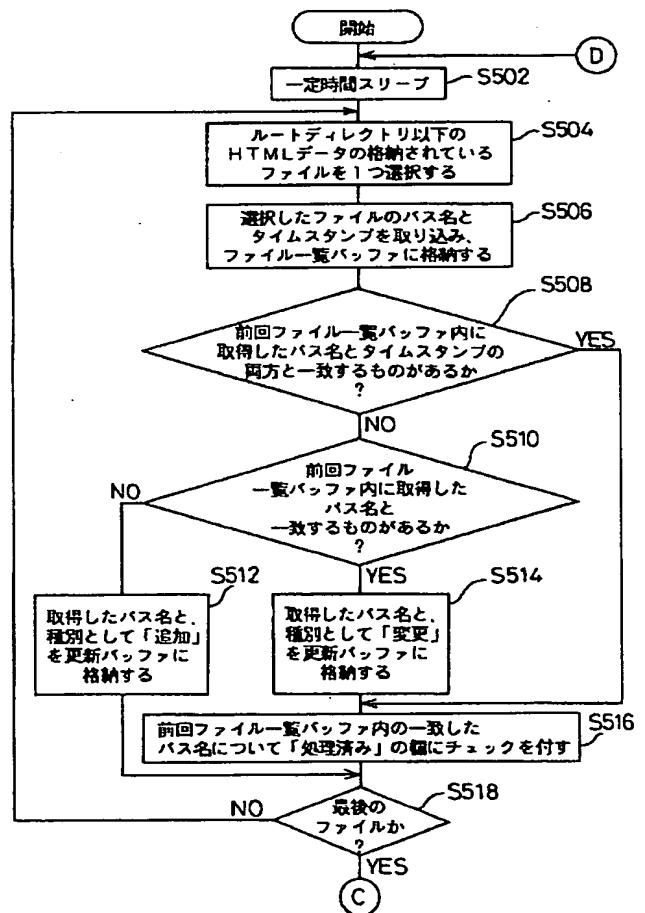 開始
D
一定時間スリープ
S502
ルートディレクトリ以下の
HTMLデータの格納されている
ファイルを1つ選択する
S504
選択したファイルのパス名と
タイムスタンプを取り込み、
ファイル一覧バッファに格納する
S506
S508
前回ファイル一覧バッファ内に
取得したパス名とタイムスタンプの
両方と一致するものがあるか
?
YES
NO
S510
前回ファイル
一覧バッファ内に取得した
パス名と
一致するものがあるか
?
NO
YES
S512
取得したパス名と、
種別として「追加」
を更新バッファに
格納する
S514
取得したパス名と、
種別として「変更」
を更新バッファに
格納する
前回ファイル一覧バッファ内の一致した
パス名について「処理済み」の欄にチェックを付す
S516
S518
最後の
ファイルか
?
NO
YES
C